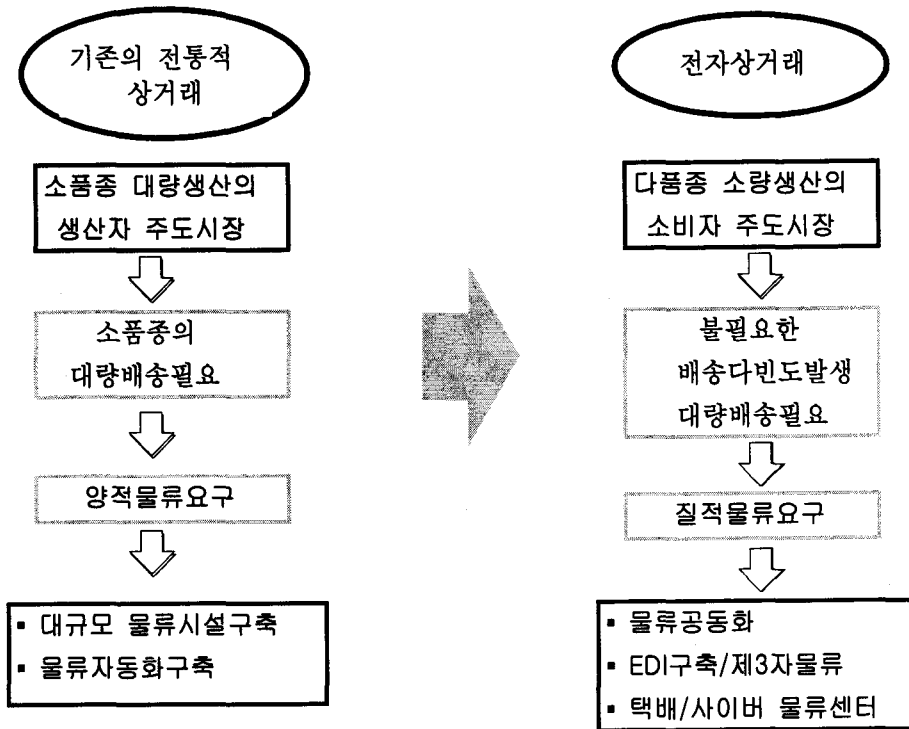 기존의 전통적
상거래
소품종 대량생산의
생산자 주도시장
소품종의
대량배송필요
양적물류요구
▪ 대규모 물류시설구축
▪ 물류자동화구축
전자상거래
다품종 소량생산의
소비자 주도시장
불필요한
배송다빈도발생
대량배송필요
질적물류요구
▪ 물류공동화
▪ EDI구축/제3자물류
▪ 택배/사이버 물류센터